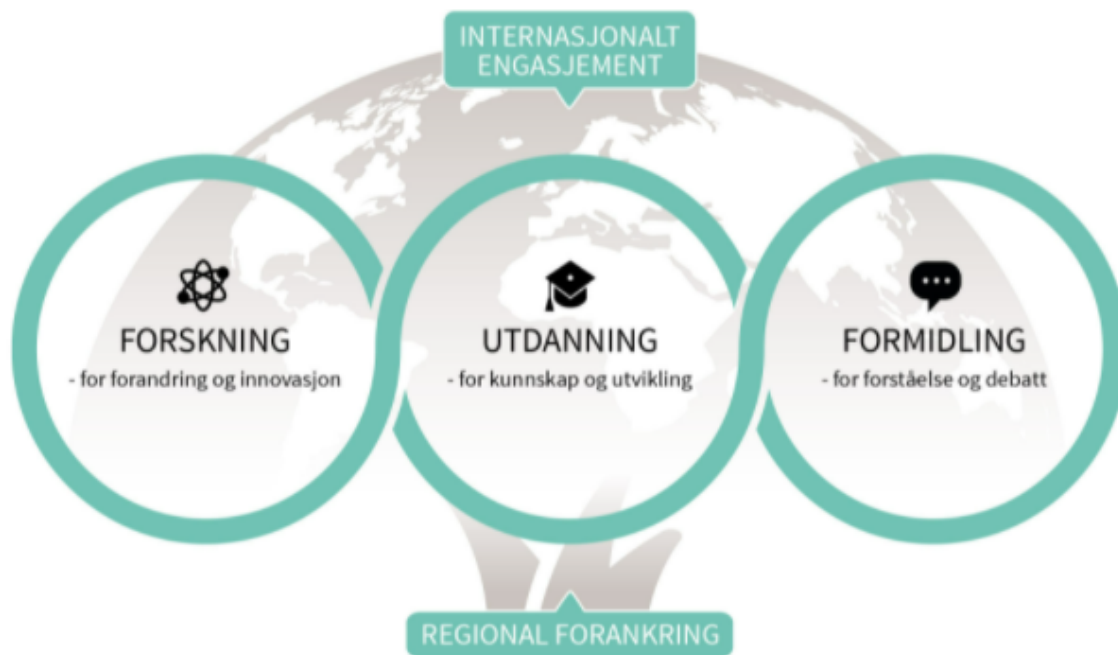 INTERNASJONALT
ENGASJEMENT
FORSKNING
- for forandring og innovasjon
UTDANNING
- for kunnskap og utvikling
FORMIDLING
- for forståelse og debatt
REGIONAL FORANKRING